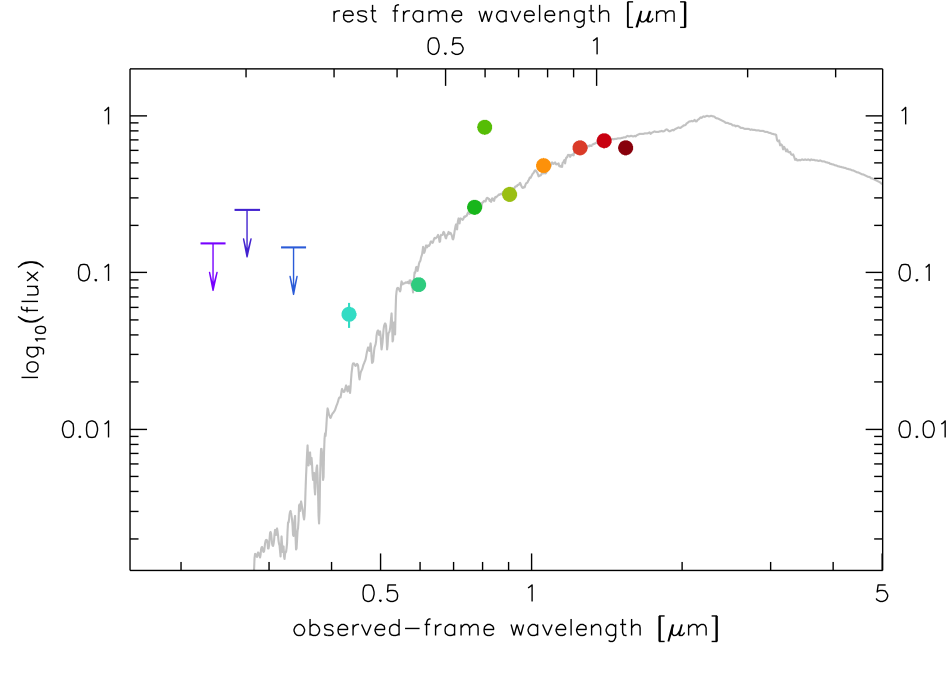 rest frame wavelength [μm]
0.5 1
1 1
0.1 0.1
0.01 0.01
log10(flux)
0.5 1 5
observed-frame wavelength [μm]